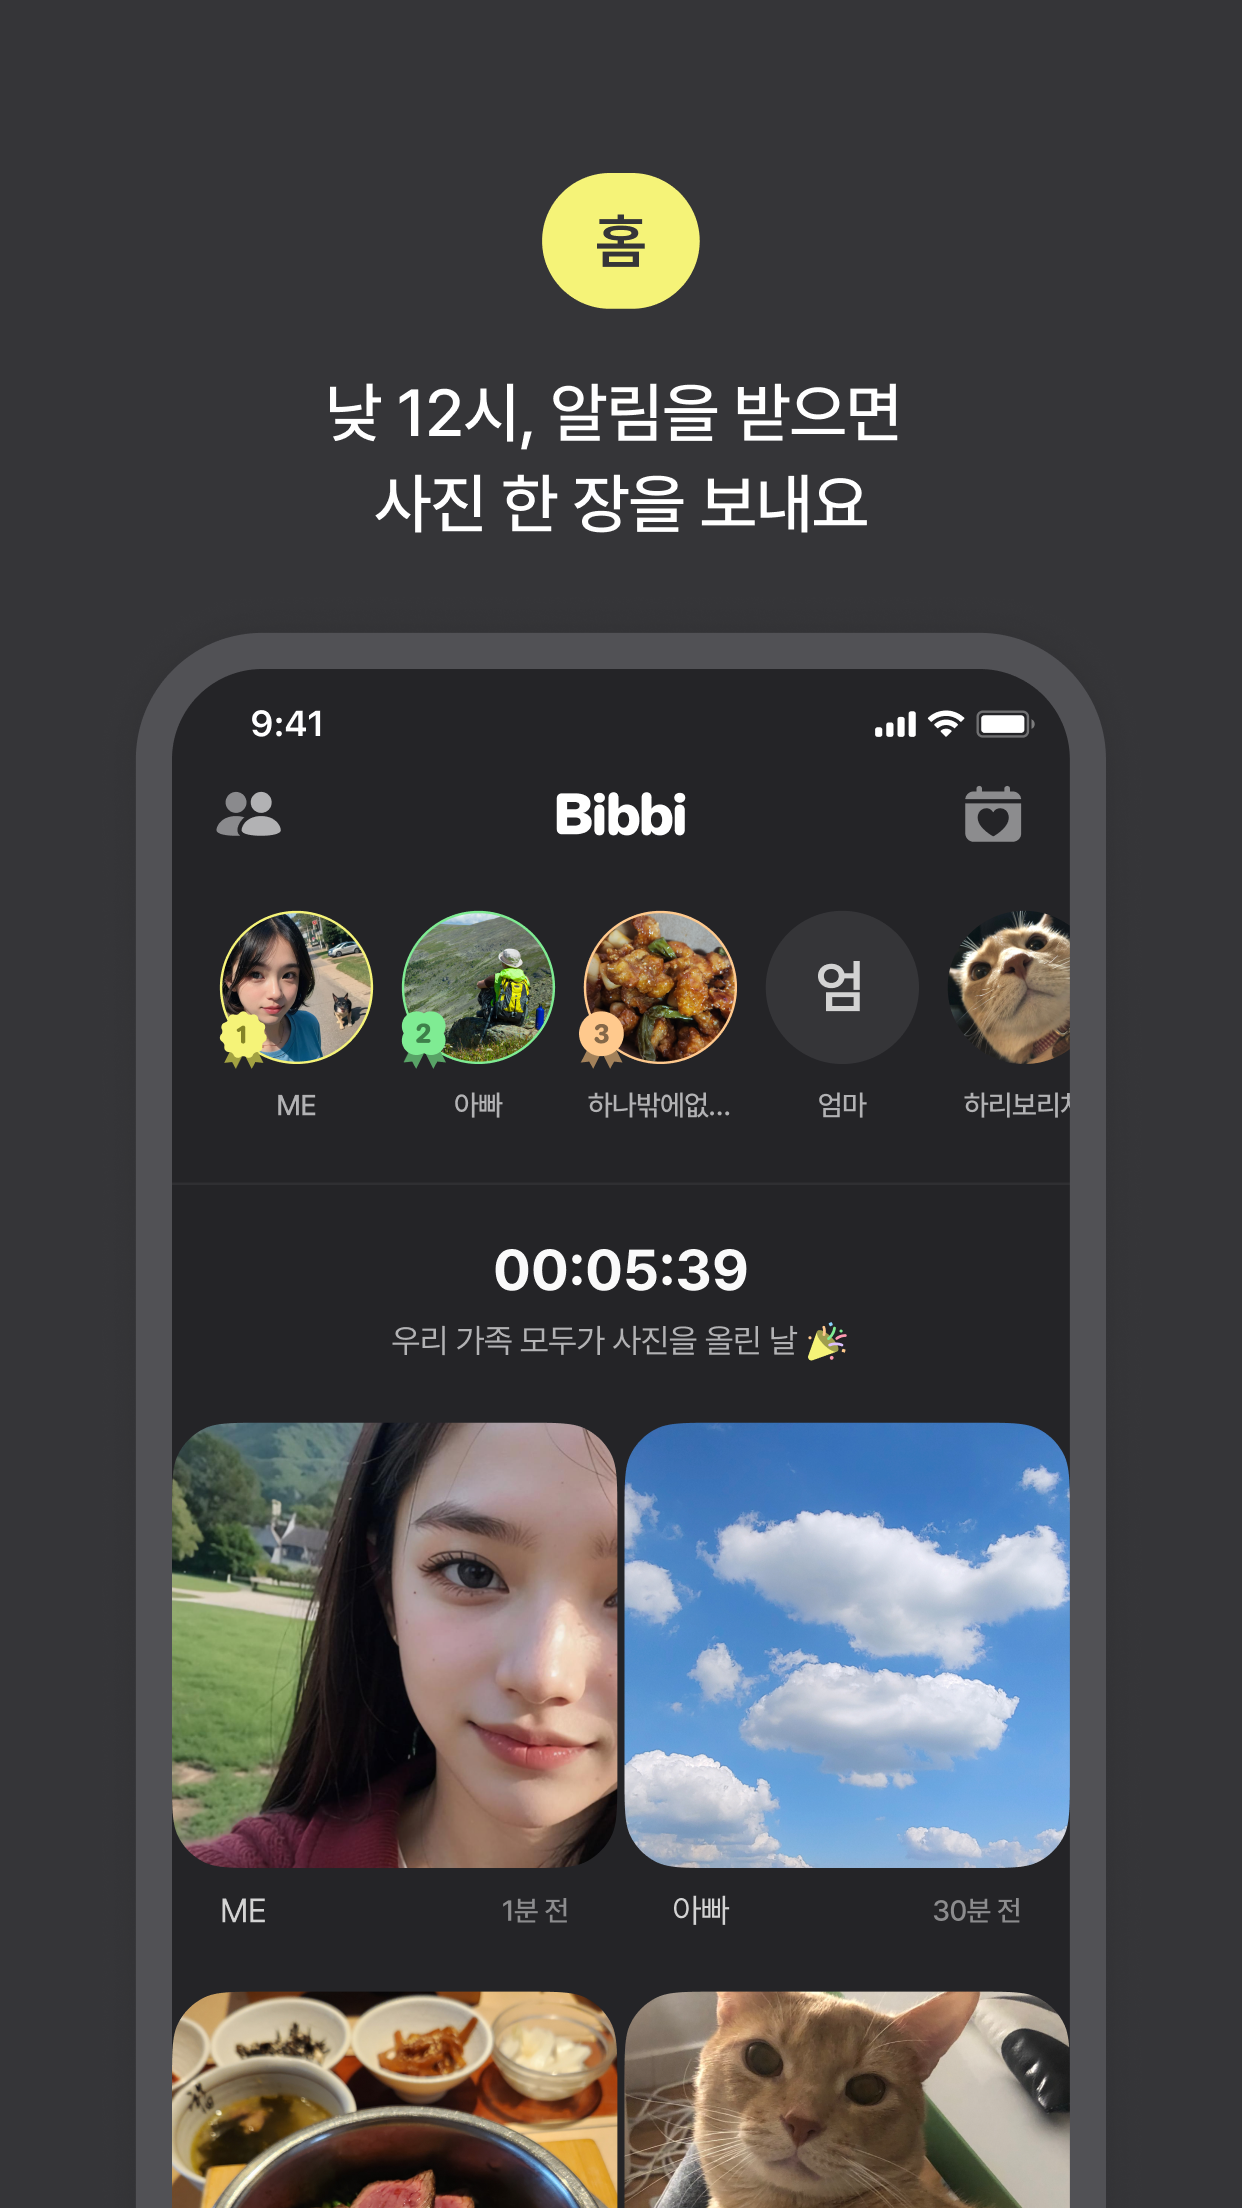 홈
낮 12시, 알림을 받으면
사진 한 장을 보내요
9:41
Bibbi
1
2
3
엄
ME
아빠
하나밖에없...
엄마
하리보리
00:05:39
우리 가족 모두가 사진을 올린 날 🎉
ME
1분 전
아빠
30분 전